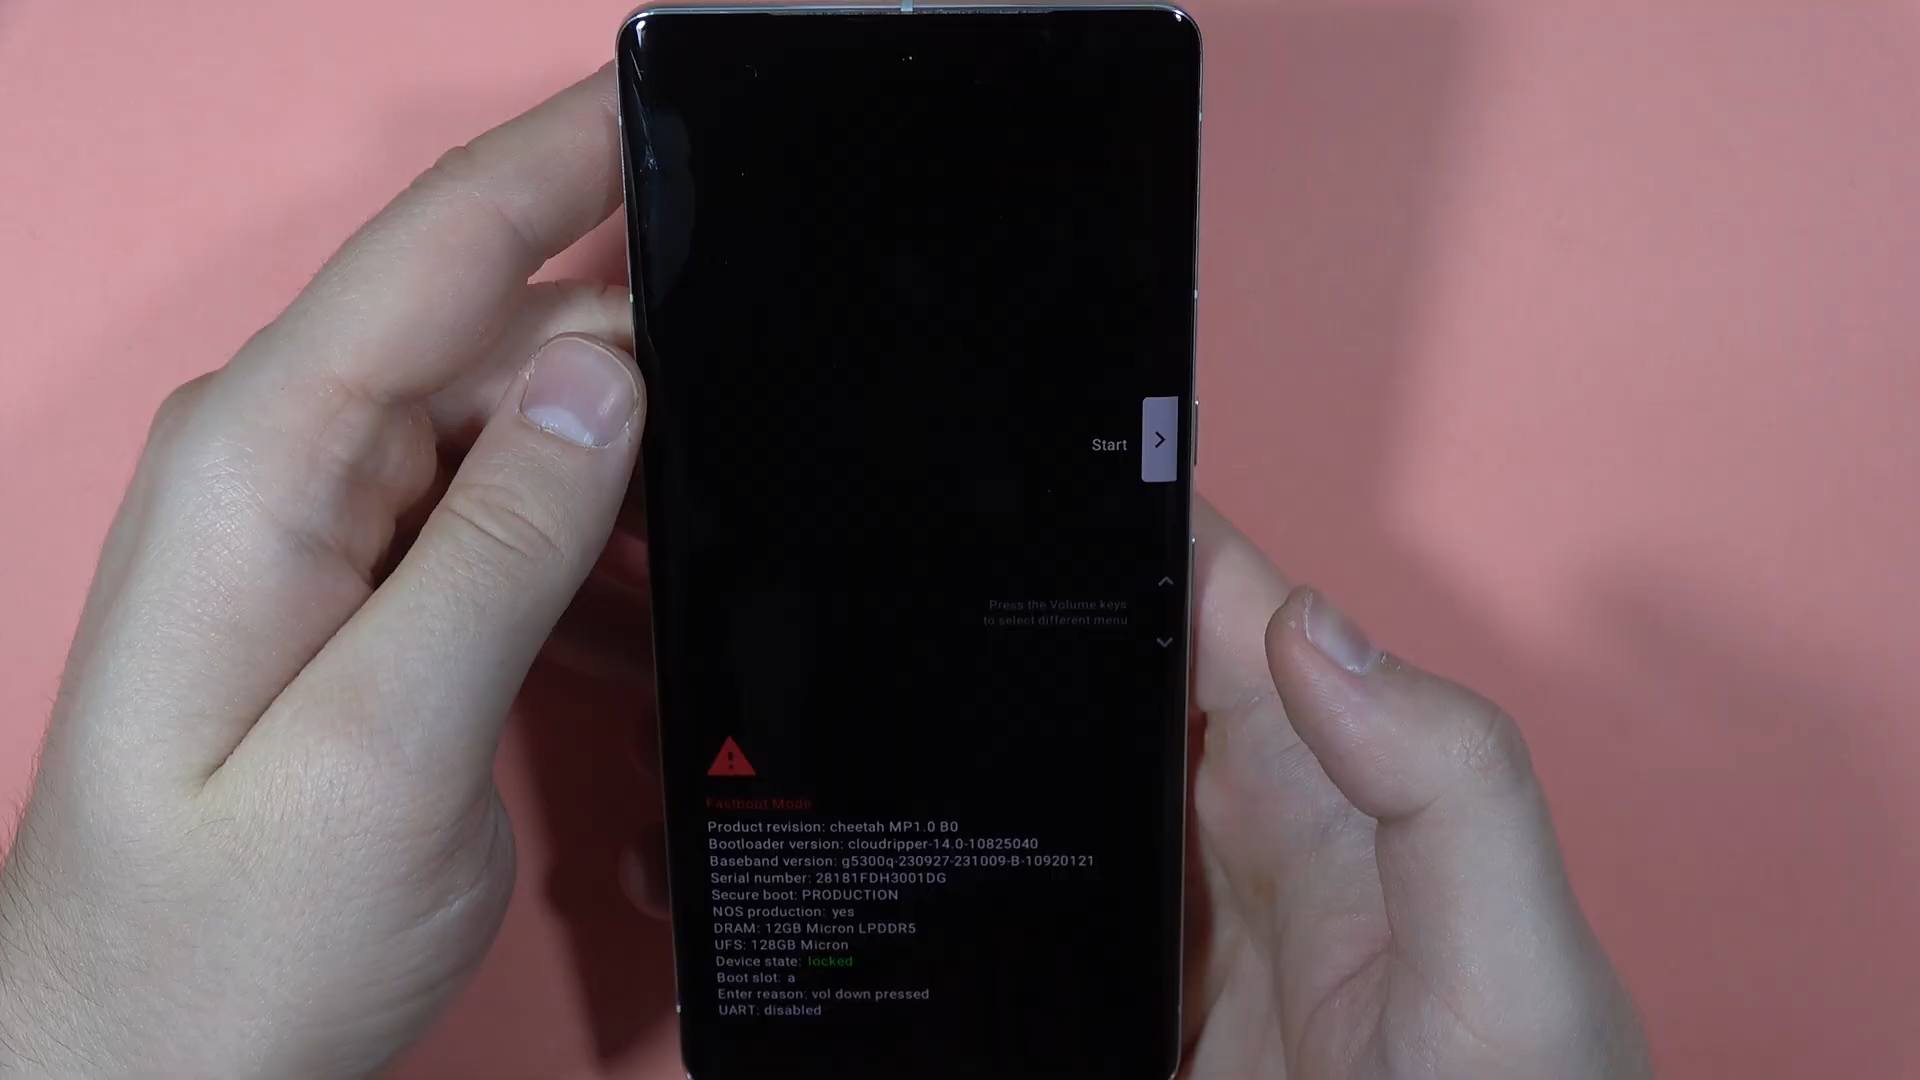 Start
Press the Volume keys
to select different menu
Fastboot Mode
Product revision: cheetah MP1.0 B0
Bootloader version: cloudripper-14.0-10825040
Baseband version: g5300q-230927-231009-B-10920121
Serial number: 28181FDH3001DG
Secure boot: PRODUCTION
NOS production: yes
DRAM: 12GB Micron LPDDR5
UFS: 128GB Micron
Device state: locked
Boot slot: a
Enter reason: vol down pressed
UART: disabled